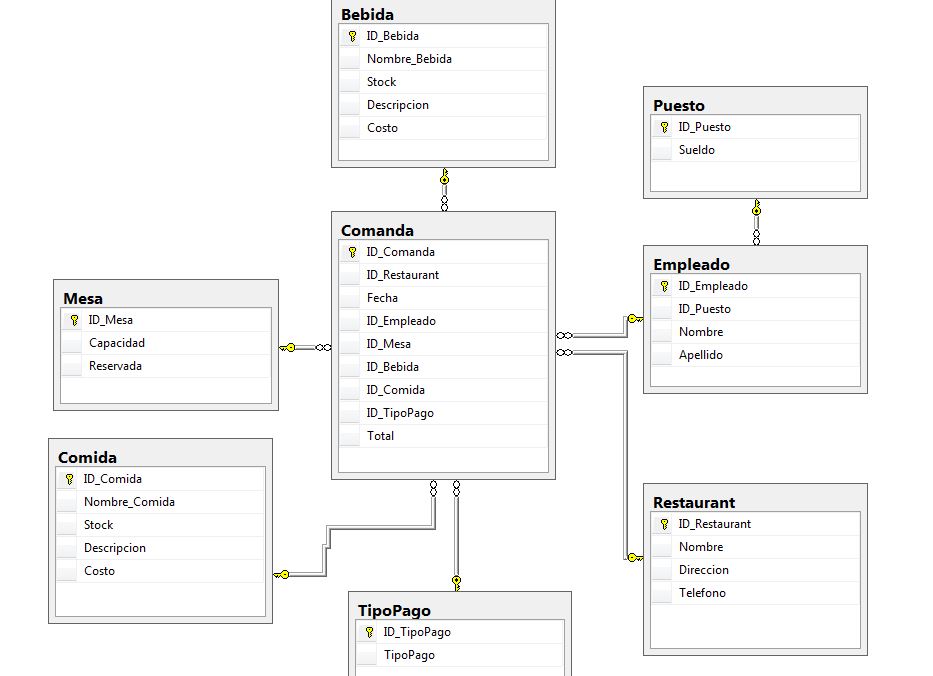 Bebida
ID_Bebida
Nombre_Bebida
Stock
Descripcion
Costo
Puesto
ID_Puesto
Sueldo
Comanda
ID_Comanda
ID_Restaurant
Fecha
ID_Empleado
ID_Mesa
ID_Bebida
ID_Comida
ID_TipoPago
Total
Empleado
ID_Empleado
ID_Puesto
Nombre
Apellido
Mesa
ID_Mesa
Capacidad
Reservada
Comida
ID_Comida
Nombre_Comida
Stock
Descripcion
Costo
Restaurant
ID_Restaurant
Nombre
Direccion
Telefono
TipoPago
ID_TipoPago
TipoPago